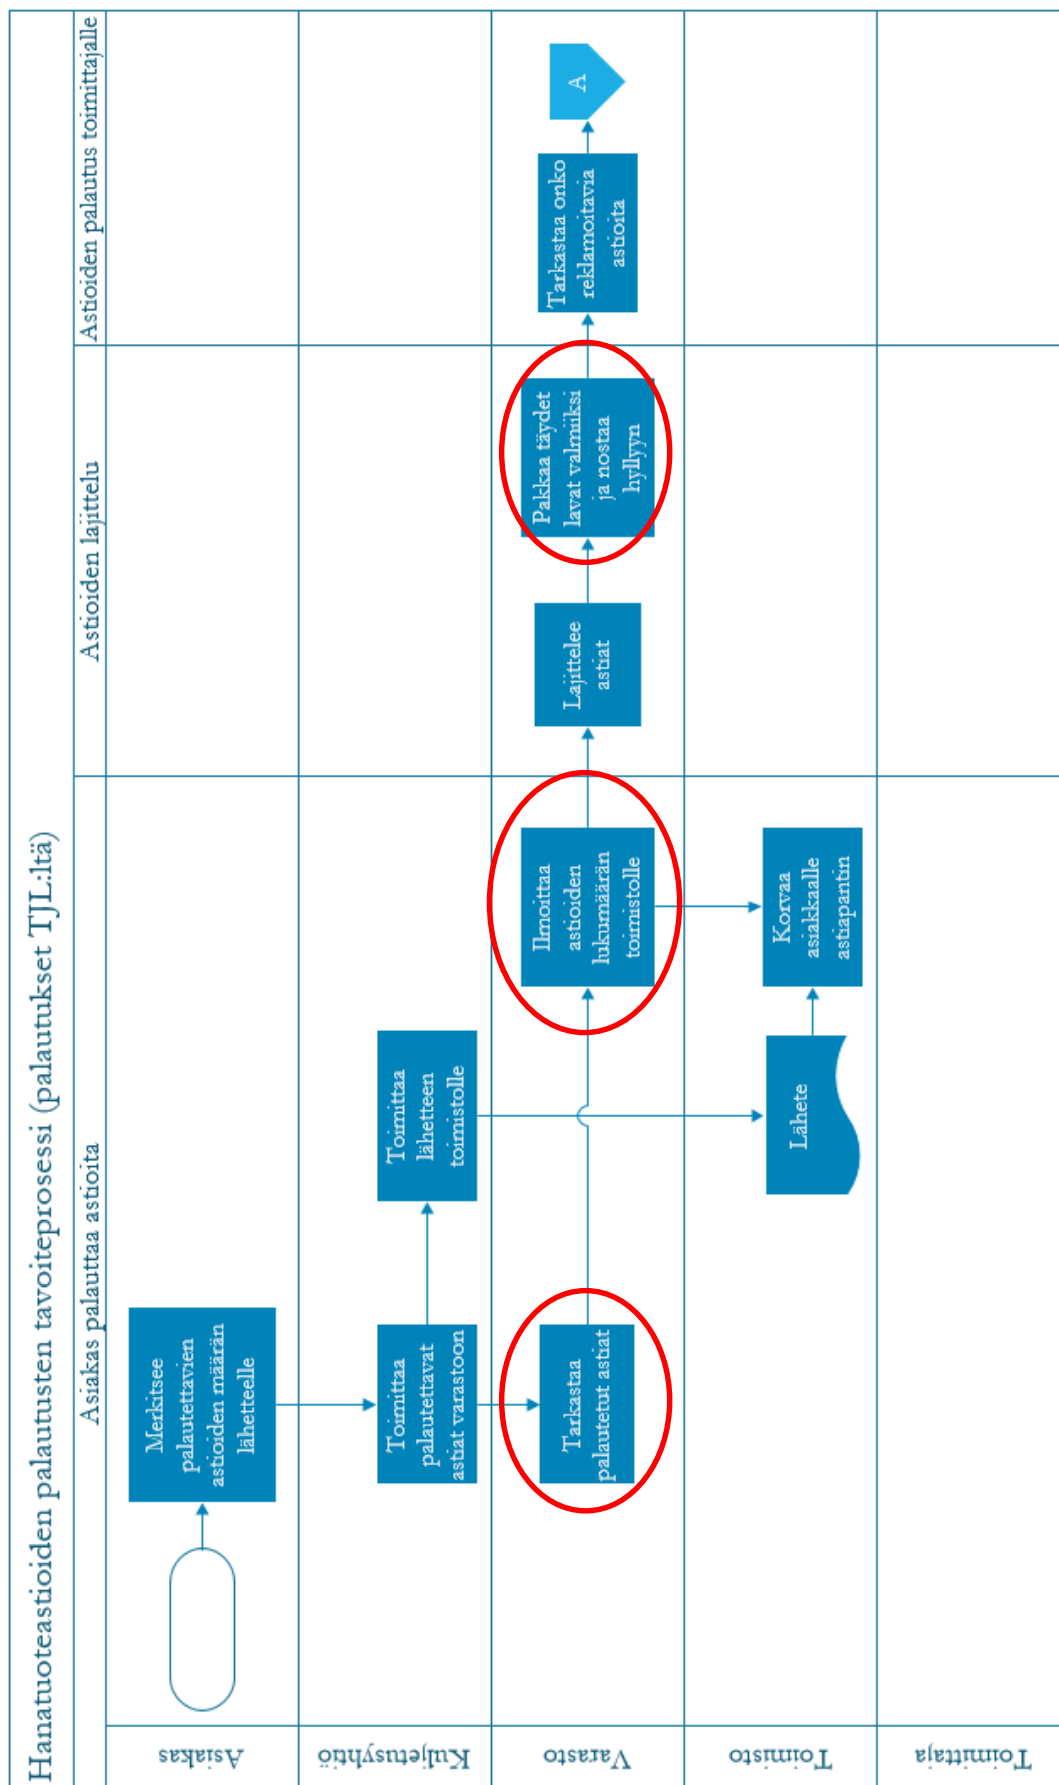 Hanatuoteastioiden palautusten tavoiteprosessi (palautukset TJL:ltä)
Asiakas palauttaa astioita
Astioiden lajittelu
Astioiden palautus toimittajalle
Asiakas
Merkitsee
palautettavien
astioiden määrän
lähetteelle
Kuljetusyhtiö
Toimittaa
palautettavat
astiat varastoon
Toimittaa
lähetteen
toimistolle
Varasto
Tarkastaa
palautetut astiat
Ilmoittaa
astioiden
lukumäärän
toimistolle
Lajittelee
astiat
Pakkaa täydet
lavat valmiiksi
ja nostaa
hyllyyn
Tarkastaa onko
reklamoitavia
astioita
A
Toimisto
Lähete
Korvaa
asiakkaalle
astiapantin
Toimittaja